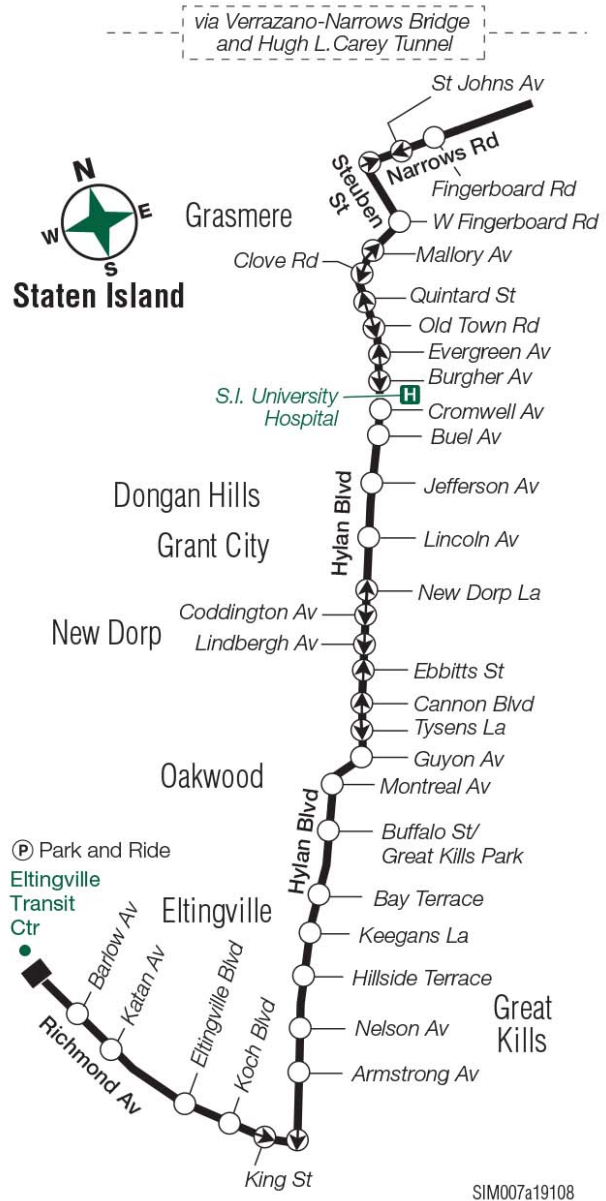 via Verrazano-Narrows Bridge
and Hugh L. Carey Tunnel
St Johns Av
Narrows Rd
Steuben
St
Fingerboard Rd
N
E
W
S
Staten Island
Grasmere
W Fingerboard Rd
Mallory Av
Clove Rd
Quintard St
Old Town Rd
Evergreen Av
Burgher Av
S.I. University
Hospital
H
Cromwell Av
Buel Av
Jefferson Av
Dongan Hills
Hylan Blvd
Grant City
Lincoln Av
New Dorp La
Coddington Av
New Dorp
Lindbergh Av
Ebbitts St
Cannon Blvd
Tysens La
Guyon Av
Oakwood
Montreal Av
Hylan Blvd
Buffalo St/
Great Kills Park
P Park and Ride
Eltingville
Transit
Ctr
Bay Terrace
Eltingville
Keegans La
Barlow Av
Katan Av
Eltingville Blvd
Koch Blvd
Hillside Terrace
Great
Kills
Nelson Av
Richmond Av
Armstrong Av
King St
SIM007a19108